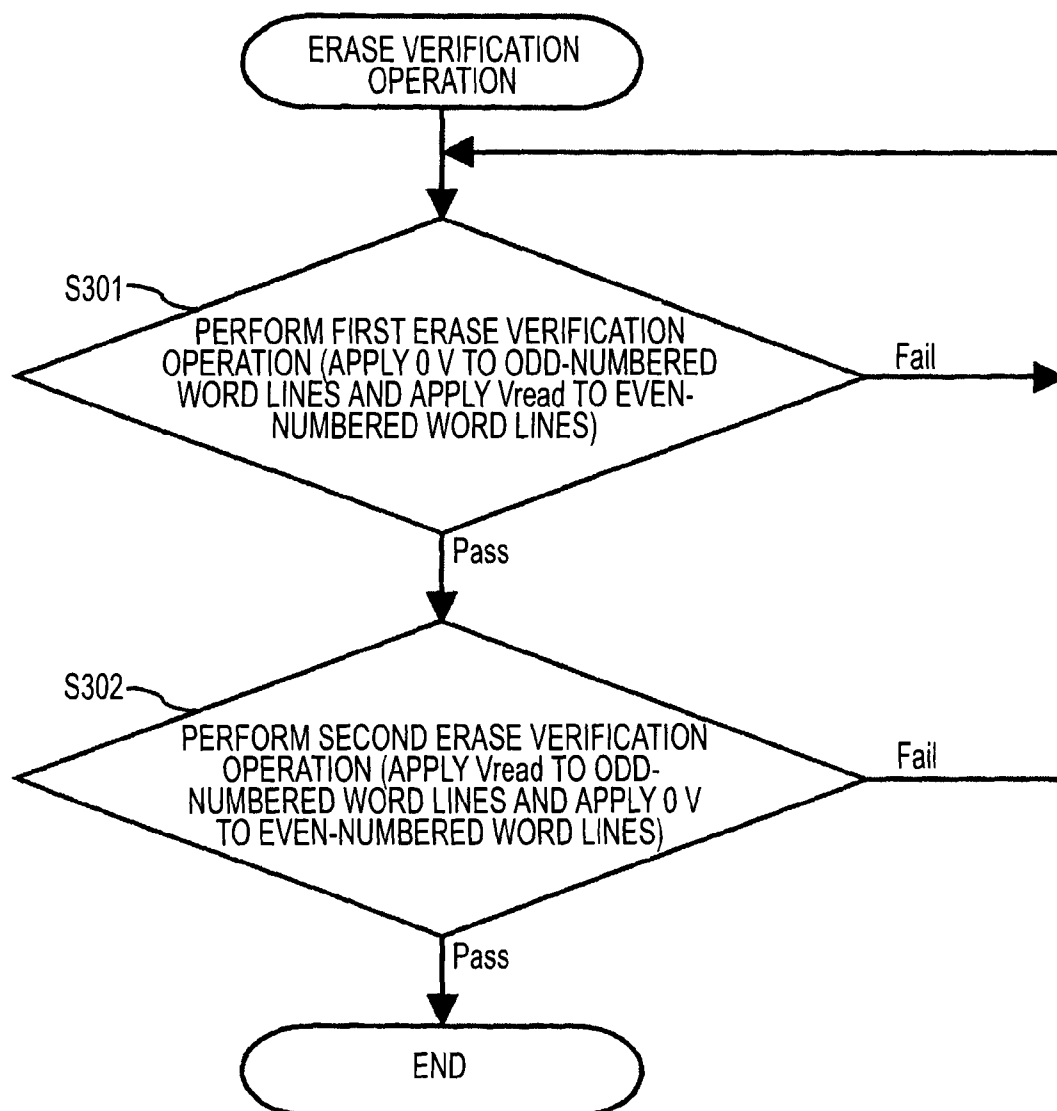 ERASE VERIFICATION
OPERATION
S301
PERFORM FIRST ERASE VERIFICATION
OPERATION (APPLY 0 V TO ODD-NUMBERED
WORD LINES AND APPLY Vread TO EVEN-
NUMBERED WORD LINES)
Fail
Pass
S302
PERFORM SECOND ERASE VERIFICATION
OPERATION (APPLY Vread TO ODD-
NUMBERED WORD LINES AND APPLY 0 V
TO EVEN-NUMBERED WORD LINES)
Fail
Pass
END